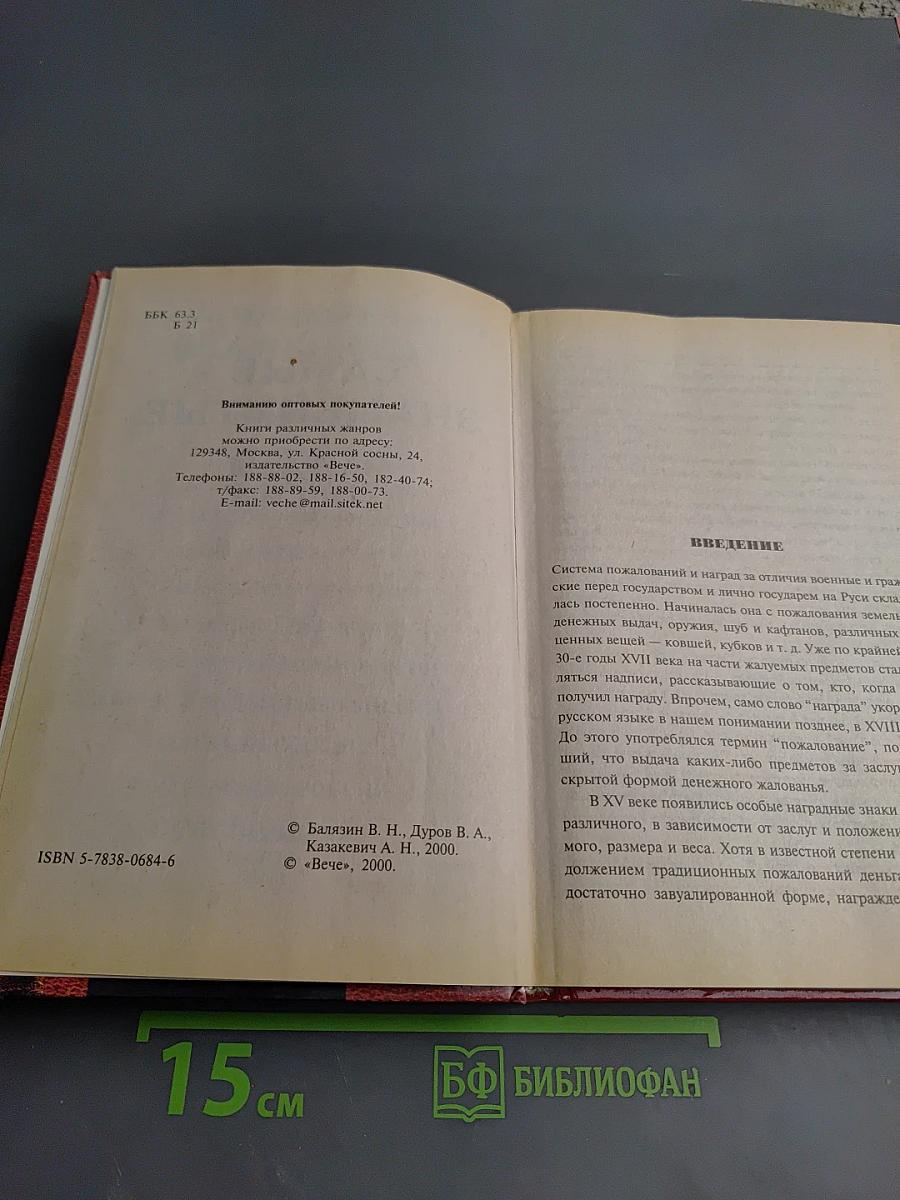 ББК 63.3
Б 21
Вниманию оптовых покупателей!
Книги различных жанров
можно приобрести по адресу:
129348, Москва, ул. Красной сосны, 24,
издательство «Вече».
Телефоны: 188-88-02, 188-16-50, 182-40-74;
т/факс: 188-89-59, 188-00-73.
E-mail: veche@mail.sitek.net
© Балязин В. Н., Дуров В. А.,
Казакевич А. Н., 2000.
© «Вече», 2000.
ISBN 5-7838-0684-6
ВВЕДЕНИЕ
Система пожалований и наград за отличия военные и граж
ские перед государством и лично государем на Руси скла
лась постепенно. Начиналась она с пожалования земель
денежных выдач, оружия, шуб и кафтанов, различных
ценных вещей — ковшей, кубков и т. д. Уже по крайней
30-е годы XVII века на части жалуемых предметов ста
ляться надписи, рассказывающие о том, кто, когда
получил награду. Впрочем, само слово “награда” укор
русском языке в нашем понимании позднее, в XVIII
До этого употреблялся термин “пожалование”, по
ший, что выдача каких-либо предметов за заслу
скрытой формой денежного жалованья.
В XV веке появились особые наградные знаки
различного, в зависимости от заслуг и положени
мого, размера и веса. Хотя в известной степени
должением традиционных пожалований деньга
достаточно завуалированной форме, награжде
15 см
БФ БИБЛИОФАН